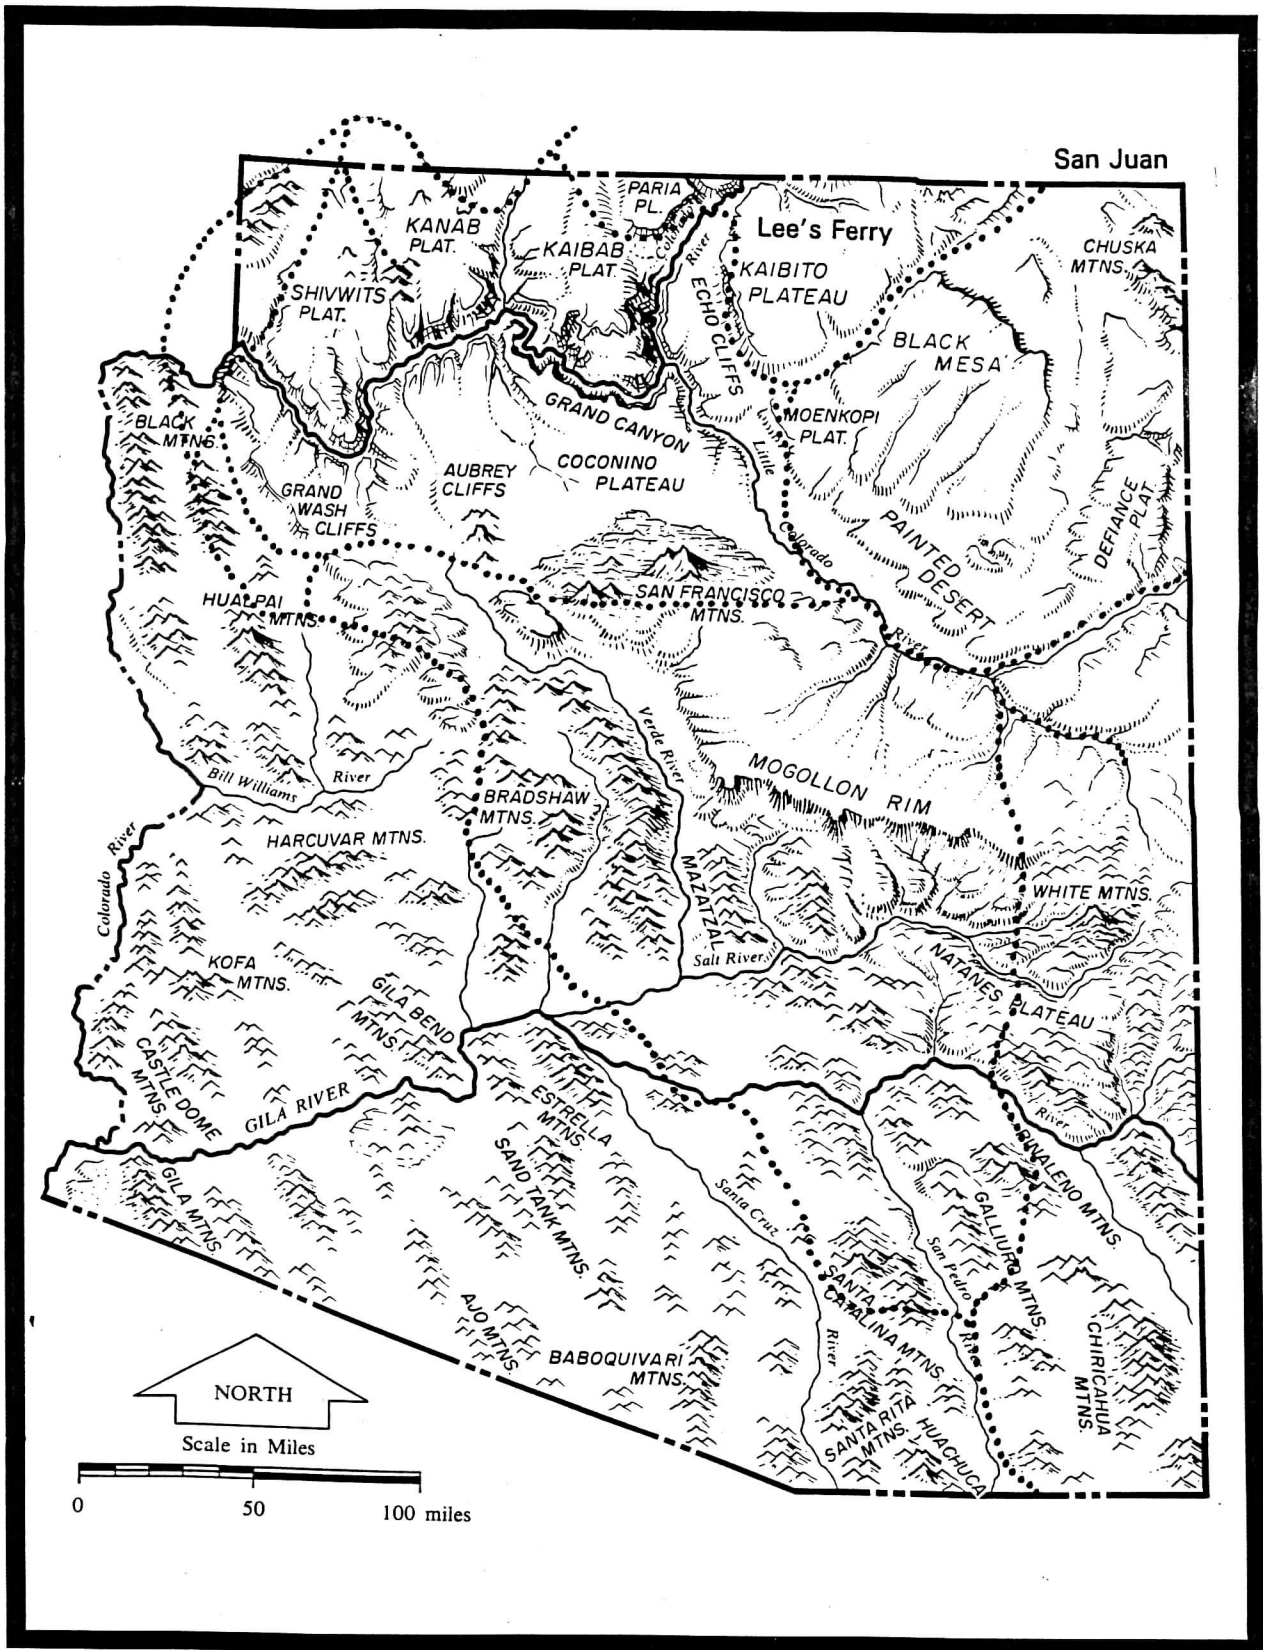 San Juan
PARIA
PL.
KANAB
PLAT.
Lee's Ferry
Colorado
River
KAIBAB
PLAT.
CHUSKA
MTNS.
KAIBITO
PLATEAU
SHIVWITS
PLAT.
ECHO CLIFFS
BLACK
MESA
GRAND CANYON
MOENKOPI
PLAT.
BLACK
MTNS.
Little
Colorado
River
AUBREY
CLIFFS
COCONINO
PLATEAU
GRAND
WASH
CLIFFS
DEFIANCE
PLAT.
PAINTED
DESERT
SAN FRANCISCO
MTNS.
HUALPAI
MTNS.
Verde River
MOGOLLON RIM
Bill Williams
River
BRADSHAW
MTNS.
Colorado River
HARCUVAR MTNS.
MAZATZAL
WHITE MTNS.
Salt River
NATANES PLATEAU
KOFA
MTNS.
GILA BEND
MTNS.
CASTLE DOME
MTNS.
GILA RIVER
ESTRELLA
MTNS.
River
PINALENO MTNS.
SAND TANK MTNS.
GILA MTNS.
Santa Cruz
River
San Pedro
River
GALLIURO MTNS.
SANTA
CATALINA MTNS.
AJO MTNS.
BABOQUIVARI
MTNS.
CHIRICAHUA
MTNS.
SANTA RITA
MTNS.
HUACHUCA
NORTH
Scale in Miles
0 50 100 miles